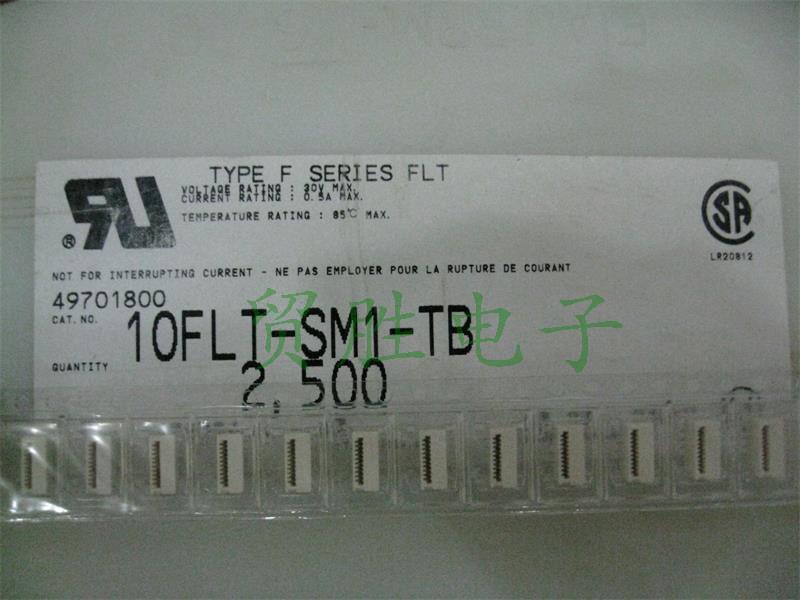 TYPE F SERIES FLT
VOLTAGE RATING : 30V MAX.
CURRENT RATING : 0.5A MAX.
TEMPERATURE RATING : 85℃ MAX.
®
SA
LR20812
NOT FOR INTERRUPTING CURRENT - NE PAS EMPLOYER POUR LA RUPTURE DE COURANT
49701800
CAT. NO. 10FLT-SM1-TB
QUANTITY 2,500
贸胜电子